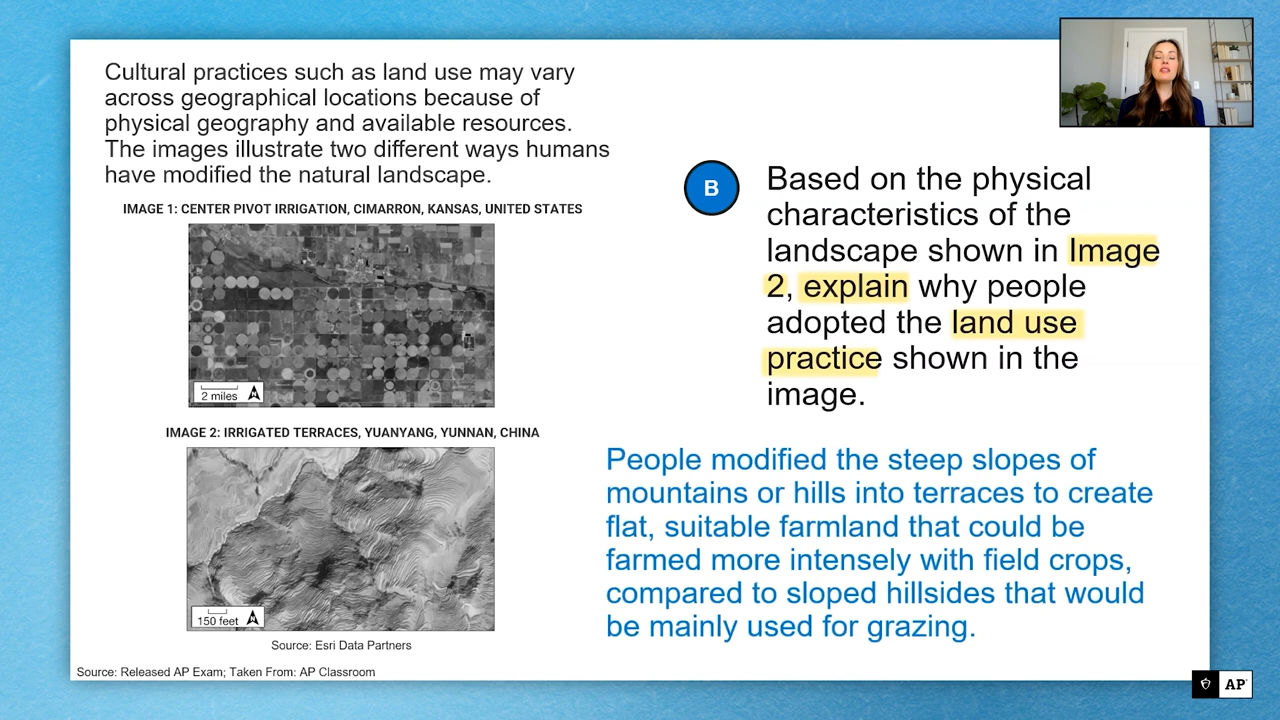 Cultural practices such as land use may vary
across geographical locations because of
physical geography and available resources.
The images illustrate two different ways humans
have modified the natural landscape.
IMAGE 1: CENTER PIVOT IRRIGATION, CIMARRON, KANSAS, UNITED STATES
2 miles
IMAGE 2: IRRIGATED TERRACES, YUANYANG, YUNNAN, CHINA
150 feet
Source: Esri Data Partners
Source: Released AP Exam; Taken From: AP Classroom
B
Based on the physical
characteristics of the
landscape shown in Image
2, explain why people
adopted the land use
practice shown in the
image.
People modified the steep slopes of
mountains or hills into terraces to create
flat, suitable farmland that could be
farmed more intensely with field crops,
compared to sloped hillsides that would
be mainly used for grazing.
AP